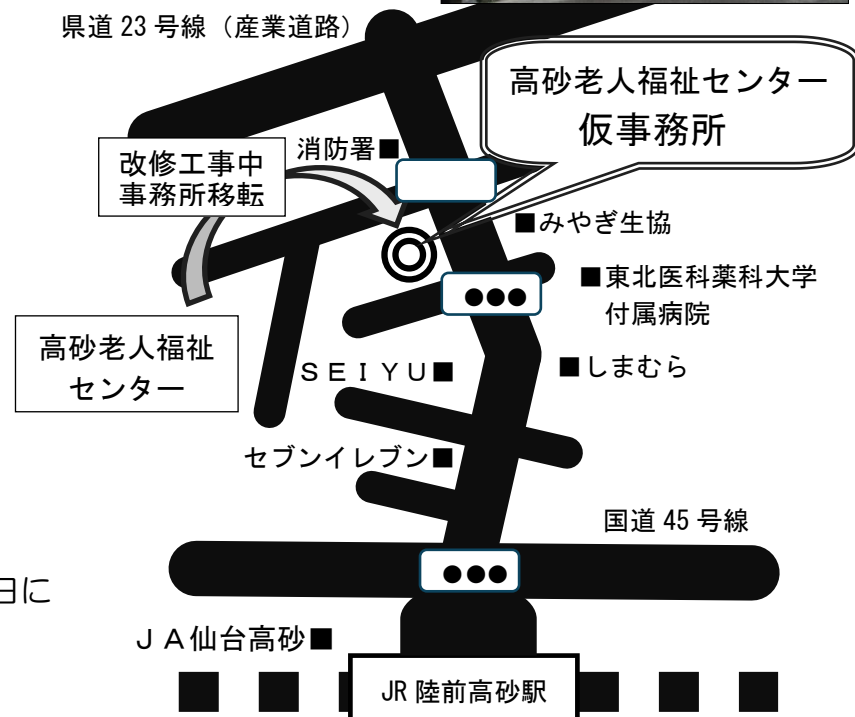 県道 23 号線（産業道路）
高砂老人福祉センター
仮事務所
消防署■
改修工事中
事務所移転
■みやぎ生協
■東北医科薬科大学
付属病院
高砂老人福祉
センター
ＳＥＩＹＵ■
■しまむら
セブンイレブン■
国道 45 号線
日に
ＪＡ仙台高砂■
JR 陸前高砂駅